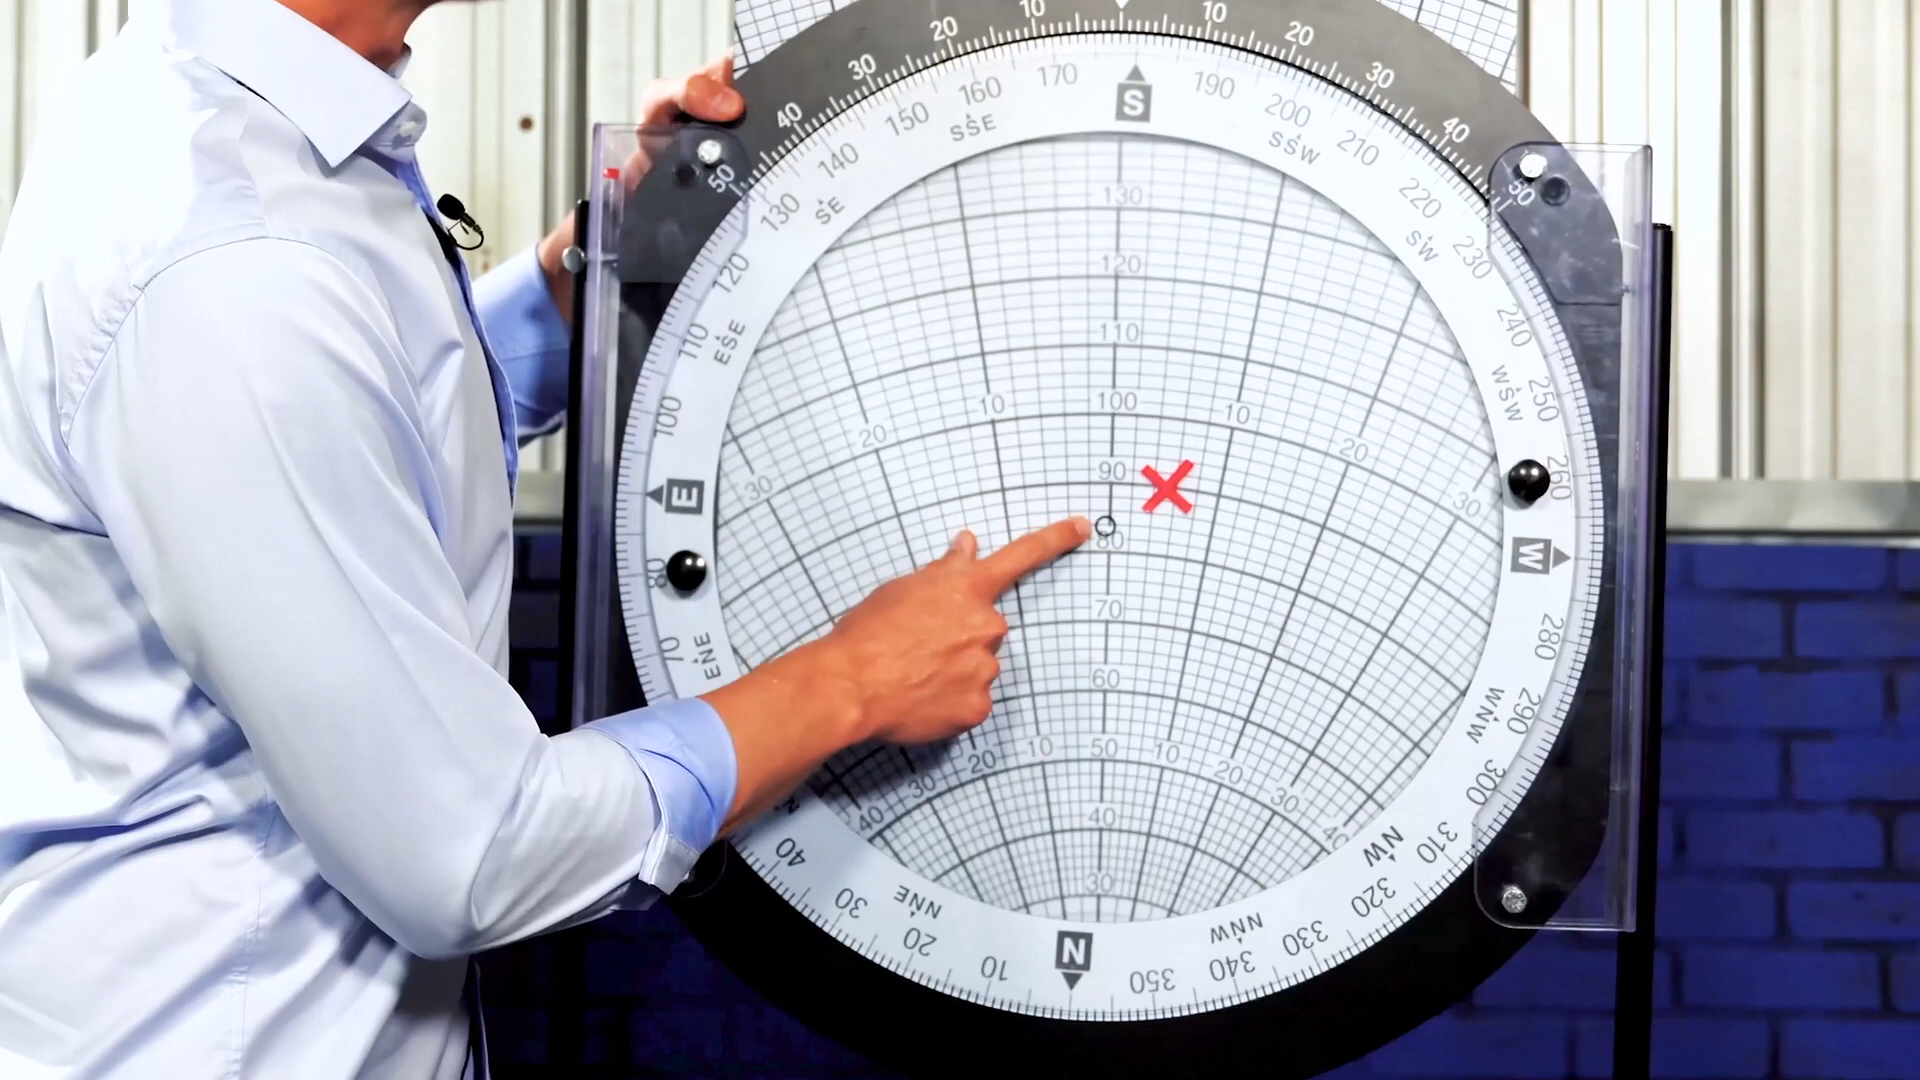 50 40 30 20 10 10 20 30 40 50
130 140 150 160 170 S 190 200 210 220 230
SE SSE SSW SW
120 240
110 ESE WSW 250
100 260
E W
80 280
70 ENE WNW 290
300
40 NW 310
30 NNE NNW 320
20 330
10 N 350 340
130
120
110
10 100 10
20 20
30 90 30
80
70
60
20 10 50 10 20
40 30 30
40
30